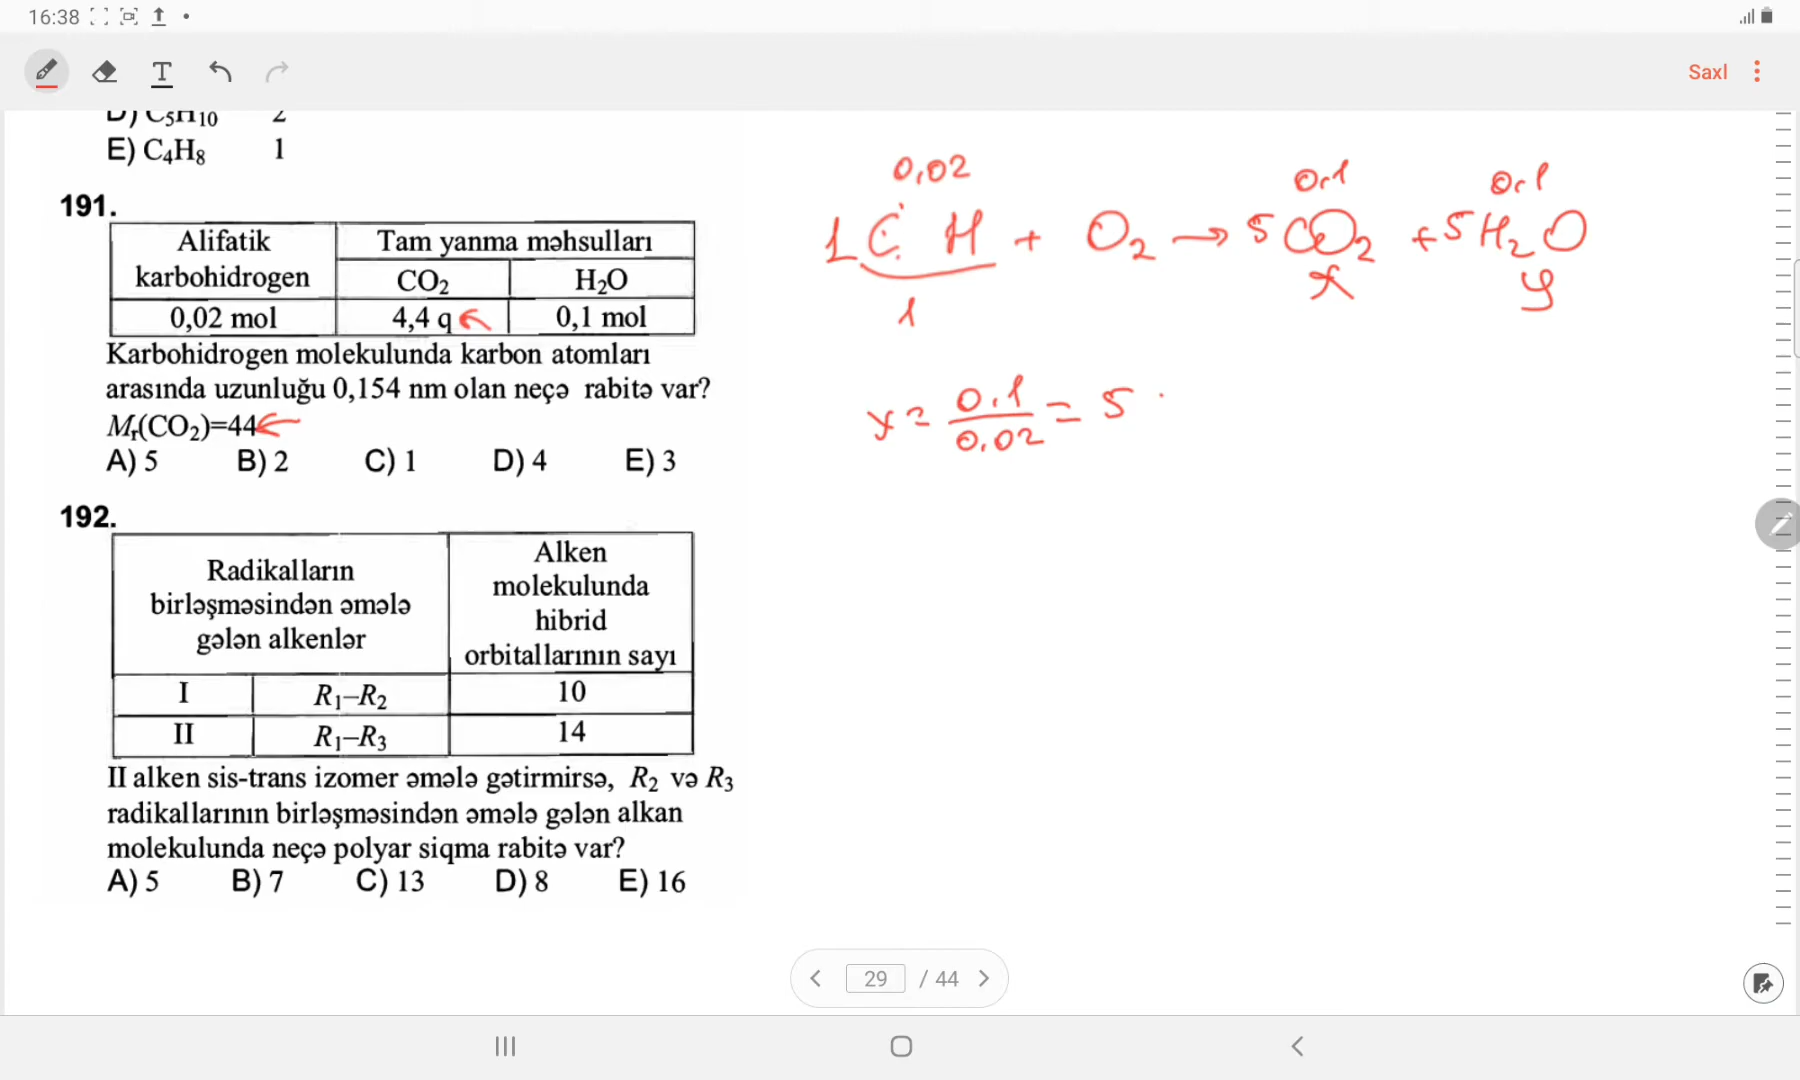 16:38
T
Saxl
D) C₅H₁₀ 2
E) C₄H₈ 1
191.
Alifatik karbohidrogen
Tam yanma məhsulları
CO₂ H₂O
0,02 mol 4,4 q 0,1 mol
Karbohidrogen molekulunda karbon atomları
arasında uzunluğu 0,154 nm olan neçə rabitə var?
Mᵣ(CO₂)=44
A) 5 B) 2 C) 1 D) 4 E) 3
0,02 0,1 0,1
1 C H + O₂ → 5 CO₂ + 5 H₂O
1 x y
x = 0.1 / 0.02 = 5
192.
Radikalların
birləşməsindən əmələ
gələn alkenlər
Alken
molekulunda
hibrid
orbitallarının sayı
I R₁–R₂ 10
II R₁–R₃ 14
II alken sis-trans izomer əmələ gətirmirsə, R₂ və R₃
radikallarının birləşməsindən əmələ gələn alkan
molekulunda neçə polyar siqma rabitə var?
A) 5 B) 7 C) 13 D) 8 E) 16
29 / 44